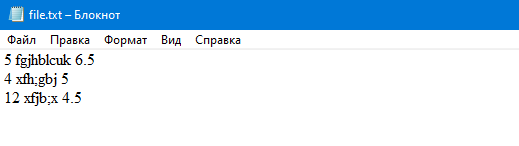 file.txt – Блокнот
Файл Правка Формат Вид Справка
5 fgjhblcuk 6.5
4 xfh;gbj 5
12 xfjb;x 4.5